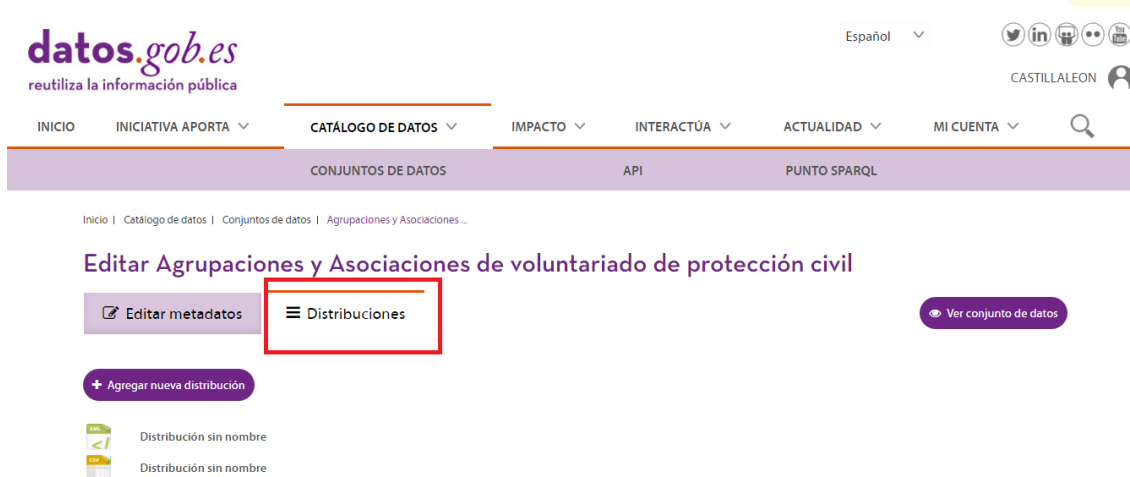 Español
datos.gob.es
reutiliza la información pública
CASTILLALEON
INICIO INICIATIVA APORTA CATÁLOGO DE DATOS IMPACTO INTERACTÚA ACTUALIDAD MI CUENTA
CONJUNTOS DE DATOS API PUNTO SPARQL
Inicio | Catálogo de datos | Conjuntos de datos | Agrupaciones y Asociaciones ...
Editar Agrupaciones y Asociaciones de voluntariado de protección civil
Editar metadatos Distribuciones Ver conjunto de datos
+ Agregar nueva distribución
XML
Distribución sin nombre
CSV
Distribución sin nombre